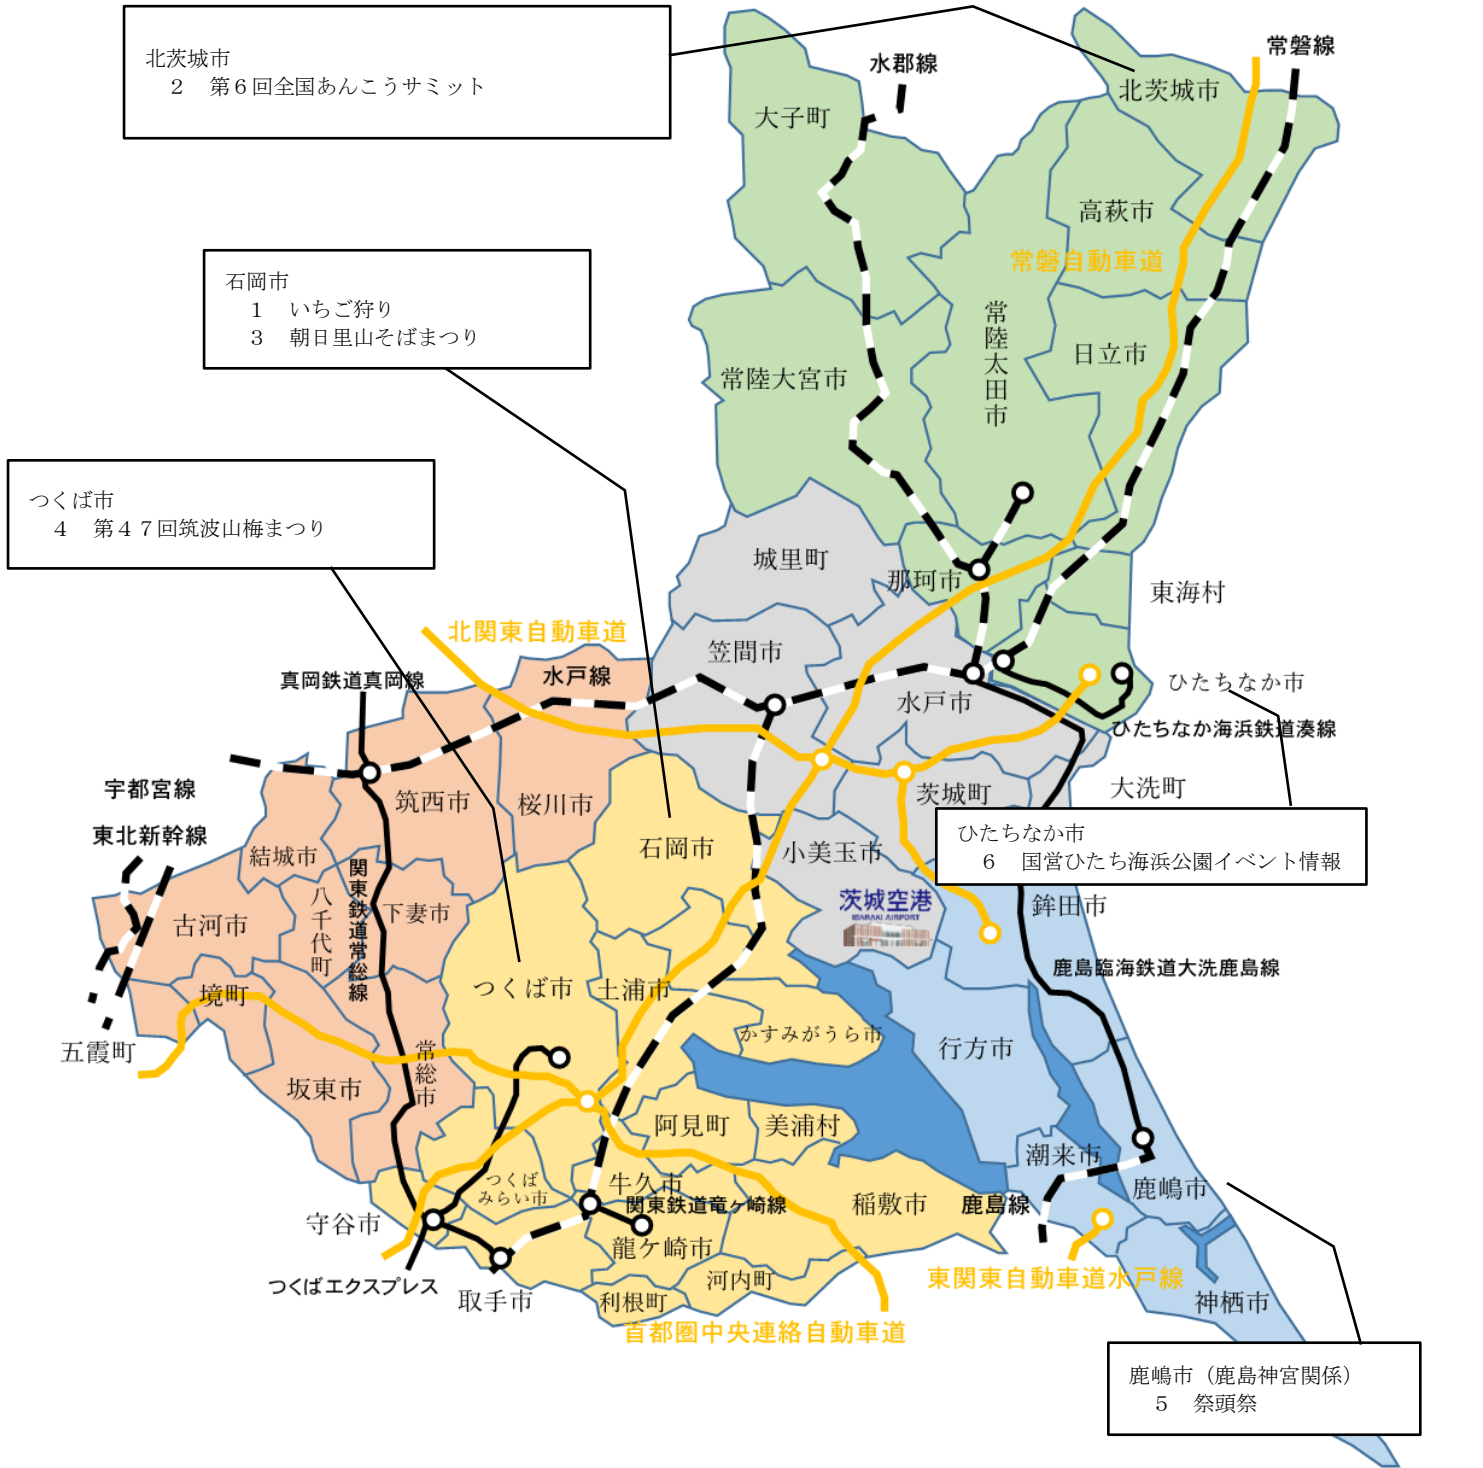 北茨城市
２　第６回全国あんこうサミット
常磐線
水郡線
北茨城市
大子町
高萩市
常磐自動車道
石岡市
１　いちご狩り
３　朝日里山そばまつり
常陸太田市
日立市
常陸大宮市
つくば市
４　第４７回筑波山梅まつり
城里町
那珂市
東海村
北関東自動車道
笠間市
水戸線
真岡鉄道真岡線
ひたちなか市
水戸市
ひたちなか海浜鉄道湊線
宇都宮線
筑西市
桜川市
茨城町
大洗町
東北新幹線
石岡市
小美玉市
ひたちなか市
６　国営ひたち海浜公園イベント情報
結城市
関東鉄道常総線
八千代町
下妻市
茨城空港
IBARAKI AIRPORT
鉾田市
古河市
鹿島臨海鉄道大洗鹿島線
つくば市
土浦市
境町
かすみがうら市
行方市
五霞町
常総市
坂東市
阿見町
美浦村
潮来市
つくば
みらい市
牛久市
鹿嶋市
関東鉄道竜ヶ崎線
稲敷市
鹿島線
守谷市
龍ケ崎市
つくばエクスプレス
河内町
東関東自動車道水戸線
取手市
利根町
神栖市
首都圏中央連絡自動車道
鹿嶋市（鹿島神宮関係）
５　祭頭祭